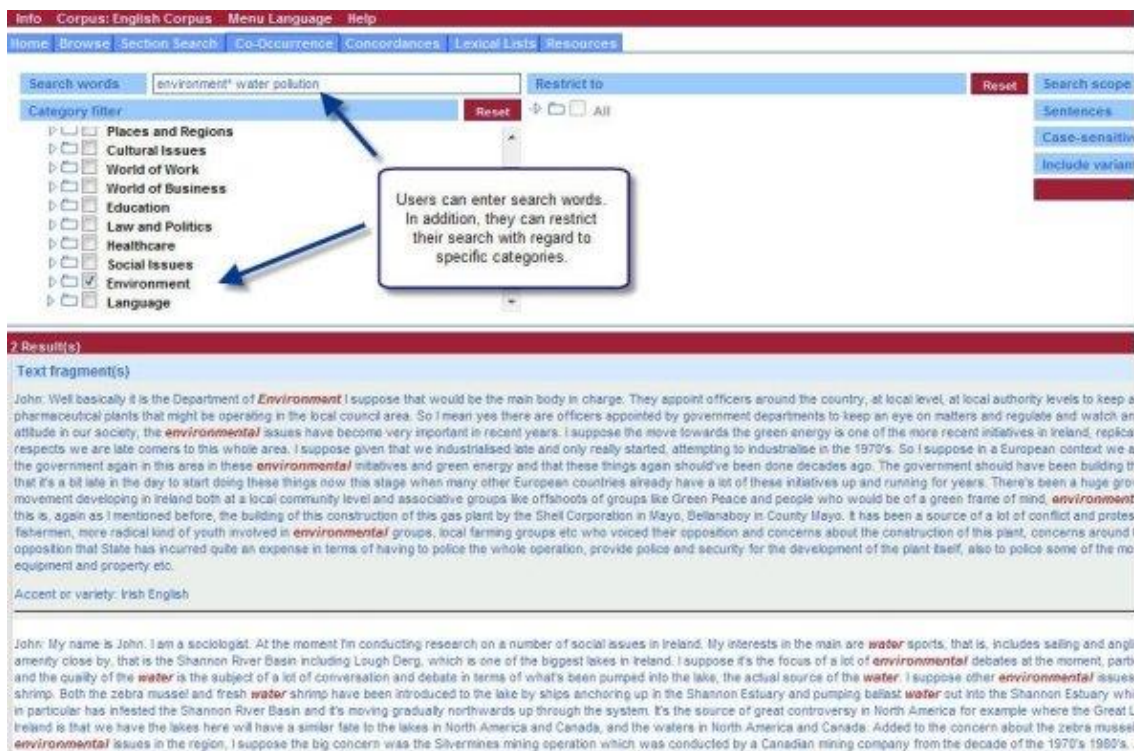 Info Corpus: English Corpus Menu Language Help
Home Browse Section Search Co-Occurrence Concordances Lexical Lists Resources
Search words environment* water pollution Restrict to Reset Search scope
Category filter Reset All Sentences
Places and Regions Case-sensitiv
Cultural Issues Include varian
World of Work
World of Business
Education
Law and Politics
Healthcare
Social Issues
Environment
Language
Users can enter search words.
In addition, they can restrict
their search with regard to
specific categories.
2 Result(s)
Text fragment(s)
John: Well basically it is the Department of Environment I suppose that would be the main body in charge. They appoint officers around the country, at local level, at local authority levels to keep a
pharmaceutical plants that might be operating in the local council area. So I mean yes there are officers appointed by government departments to keep an eye on matters and regulate and watch an
attitude in our society, the environmental issues have become very important in recent years. I suppose the move towards the green energy is one of the more recent initiatives in Ireland, replica
respects we are late comers to this whole area. I suppose given that we industrialised late and only really started, attempting to industrialise in the 1970's. So I suppose in a European context we a
the government again in this area in these environmental initiatives and green energy and that these things again should've been done decades ago. The government should have been building th
that it's a bit late in the day to start doing these things now this stage when many other European countries already have a lot of these initiatives up and running for years. There's been a huge gro
movement developing in Ireland both at a local community level and associative groups like offshoots of groups like Green Peace and people who would be of a green frame of mind, environment
this is, again as I mentioned before, the building of this construction of this gas plant by the Shell Corporation in Mayo, Bellanaboy in County Mayo. It has been a source of a lot of conflict and protes
fishermen, more radical kind of youth involved in environmental groups, local farming groups etc who voiced their opposition and concerns about the construction of this plant, concerns around
opposition that State has incurred quite an expense in terms of having to police the whole operation, provide police and security for the development of the plant itself, also to police some of the mo
equipment and property etc.
Accent or variety: Irish English
John: My name is John. I am a sociologist. At the moment I'm conducting research on a number of social issues in Ireland. My interests in the main are water sports, that is, includes sailing and angli
amenity close by, that is the Shannon River Basin including Lough Derg, which is one of the biggest lakes in Ireland. I suppose it's the focus of a lot of environmental debates at the moment, parti
and the quality of the water is the subject of a lot of conversation and debate in terms of what's been pumped into the lake, the actual source of the water. I suppose other environmental issues
shrimp. Both the zebra mussel and fresh water shrimp have been introduced to the lake by ships anchoring up in the Shannon Estuary and pumping ballast water out into the Shannon Estuary whi
in particular has infested the Shannon River Basin and it's moving gradually northwards up through the system. It's the source of great controversy in North America for example where the Great L
Ireland is that we have the lakes here will have a similar fate to the lakes in North America and Canada, and the waters in North America and Canada. Added to the concern about the zebra mussel
environmental issues in the region, I suppose the big concern was the Silvermines mining operation which was conducted by a Canadian mining company from the decade of the 1970's 1980's